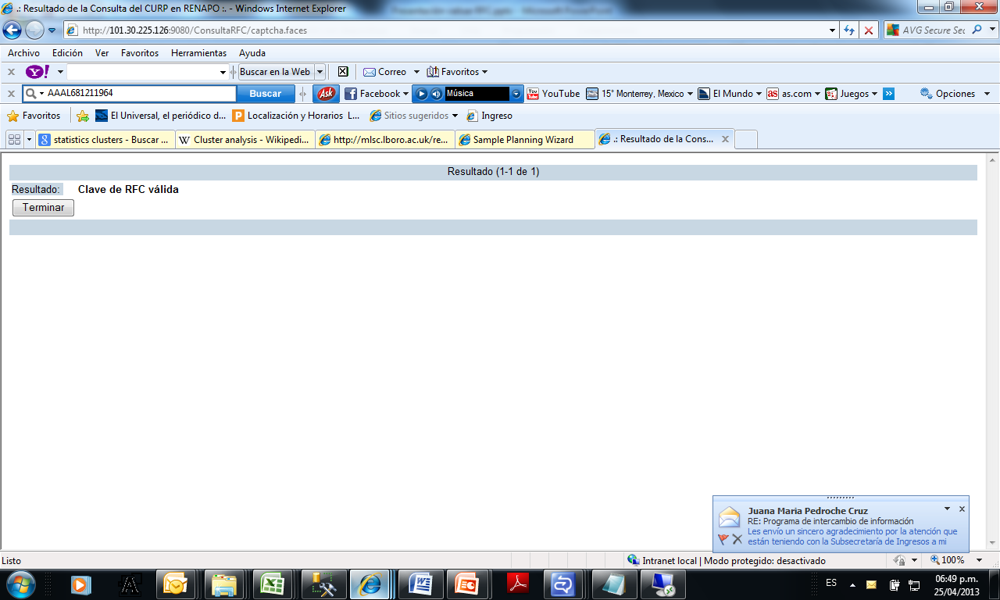 .: Resultado de la Consulta del CURP en RENAPO :. - Windows Internet Explorer
http://101.30.225.126:9080/ConsultaRFC/captcha.faces
AVG Secure Sec
Archivo Edición Ver Favoritos Herramientas Ayuda
Y! Buscar en la Web Correo Favoritos
AAAL681211964 Buscar Ask Facebook Música YouTube 15° Monterrey, Mexico El Mundo as as.com Juegos Opciones
Favoritos El Universal, el periódico d... Localización y Horarios L... Sitios sugeridos Ingreso
statistics clusters - Buscar ... Cluster analysis - Wikipedi... http://mlsc.lboro.ac.uk/re... Sample Planning Wizard .: Resultado de la Cons...
Resultado (1-1 de 1)
Resultado: Clave de RFC válida
Terminar
Juana Maria Pedroche Cruz
RE: Programa de intercambio de información
Les envío un sincero agradecimiento por la atención que
están teniendo con la Subsecretaría de Ingresos a mi
Listo Intranet local | Modo protegido: desactivado 100%
ES 06:49 p.m.
25/04/2013